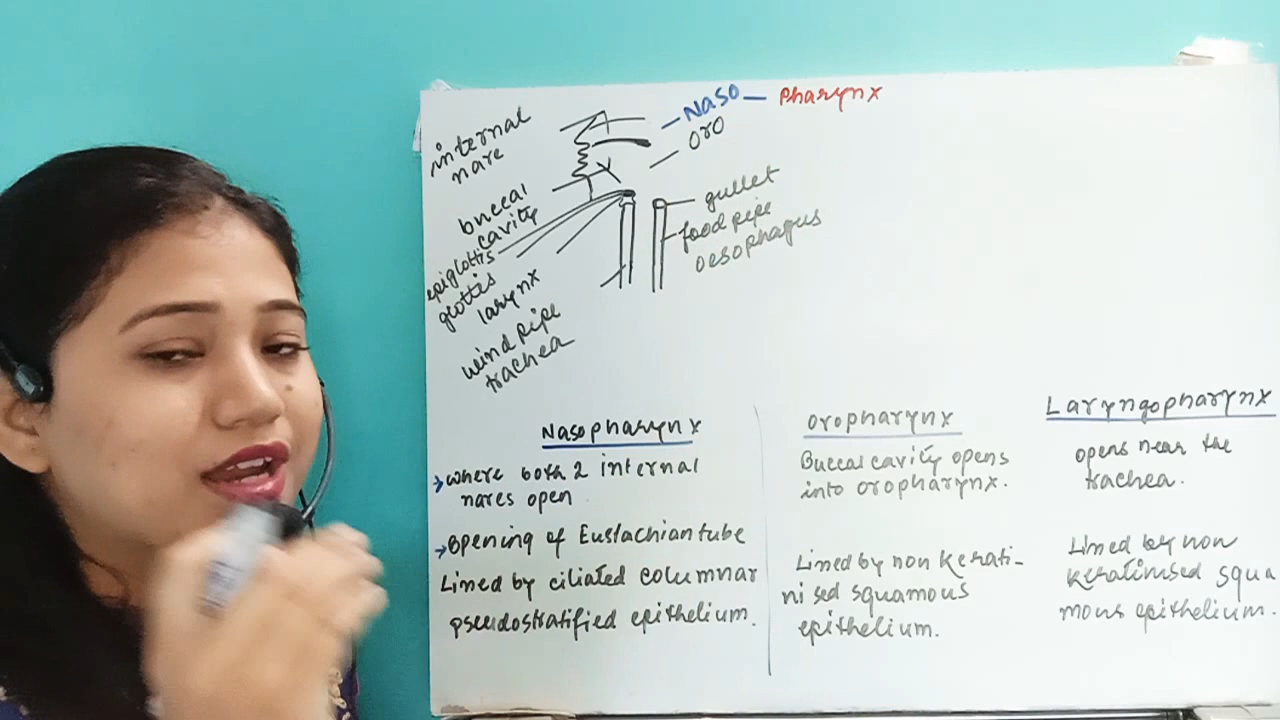 Naso — Pharynx
oro
internal
nare
buccal
cavity
epiglottis
glottis
larynx
wind pipe
trachea
gullet
food pipe
oesophagus
Nasopharynx
where both 2 internal
nares open
opening of Eustachian tube
Lined by ciliated columnar
pseudostratified epithelium.
Oropharynx
Buccal cavity opens
into oropharynx.
Lined by non kerati-
nised squamous
epithelium.
Laryngopharynx
opens near the
trachea.
Lined by non
keratinised squa
mous epithelium.